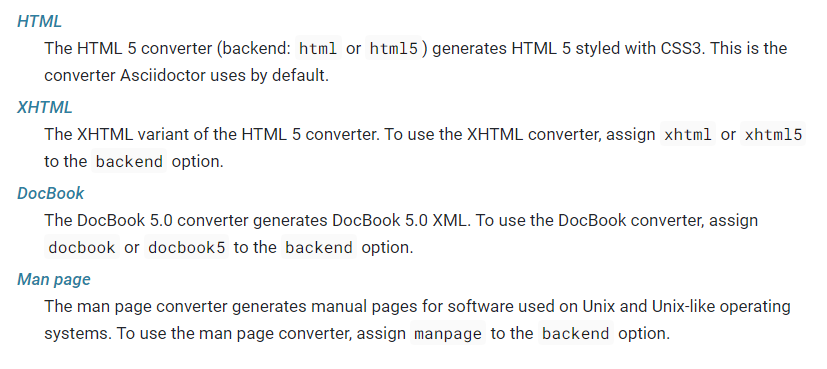 HTML
The HTML 5 converter (backend: html or html5) generates HTML 5 styled with CSS3. This is the
converter Asciidoctor uses by default.
XHTML
The XHTML variant of the HTML 5 converter. To use the XHTML converter, assign xhtml or xhtml5
to the backend option.
DocBook
The DocBook 5.0 converter generates DocBook 5.0 XML. To use the DocBook converter, assign
docbook or docbook5 to the backend option.
Man page
The man page converter generates manual pages for software used on Unix and Unix-like operating
systems. To use the man page converter, assign manpage to the backend option.